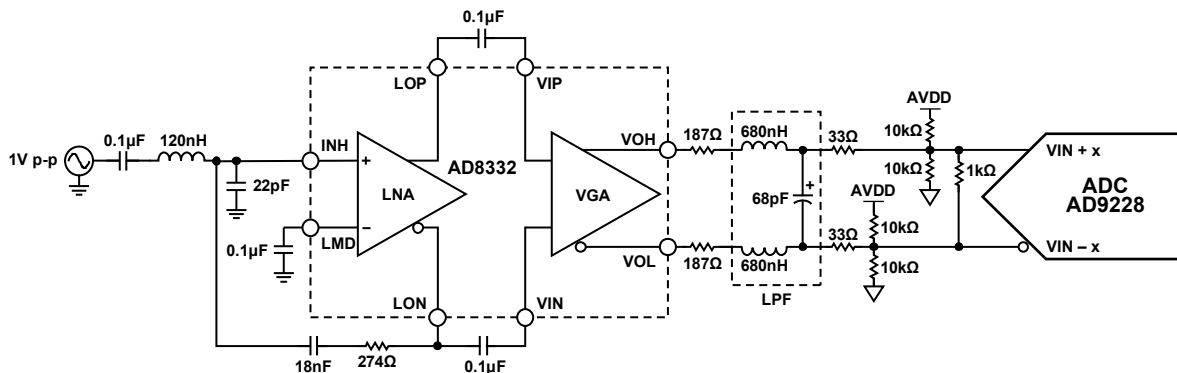 0.1µF
LOP
VIP
1V p-p
0.1µF
120nH
22pF
INH
+
LNA
–
LMD
0.1µF
AD8332
LON
VIN
18nF
274Ω
0.1µF
VGA
VOH
VOL
187Ω
680nH
187Ω
680nH
68pF
+
LPF
33Ω
33Ω
AVDD
10kΩ
10kΩ
AVDD
10kΩ
10kΩ
1kΩ
VIN + x
ADC
AD9228
VIN – x